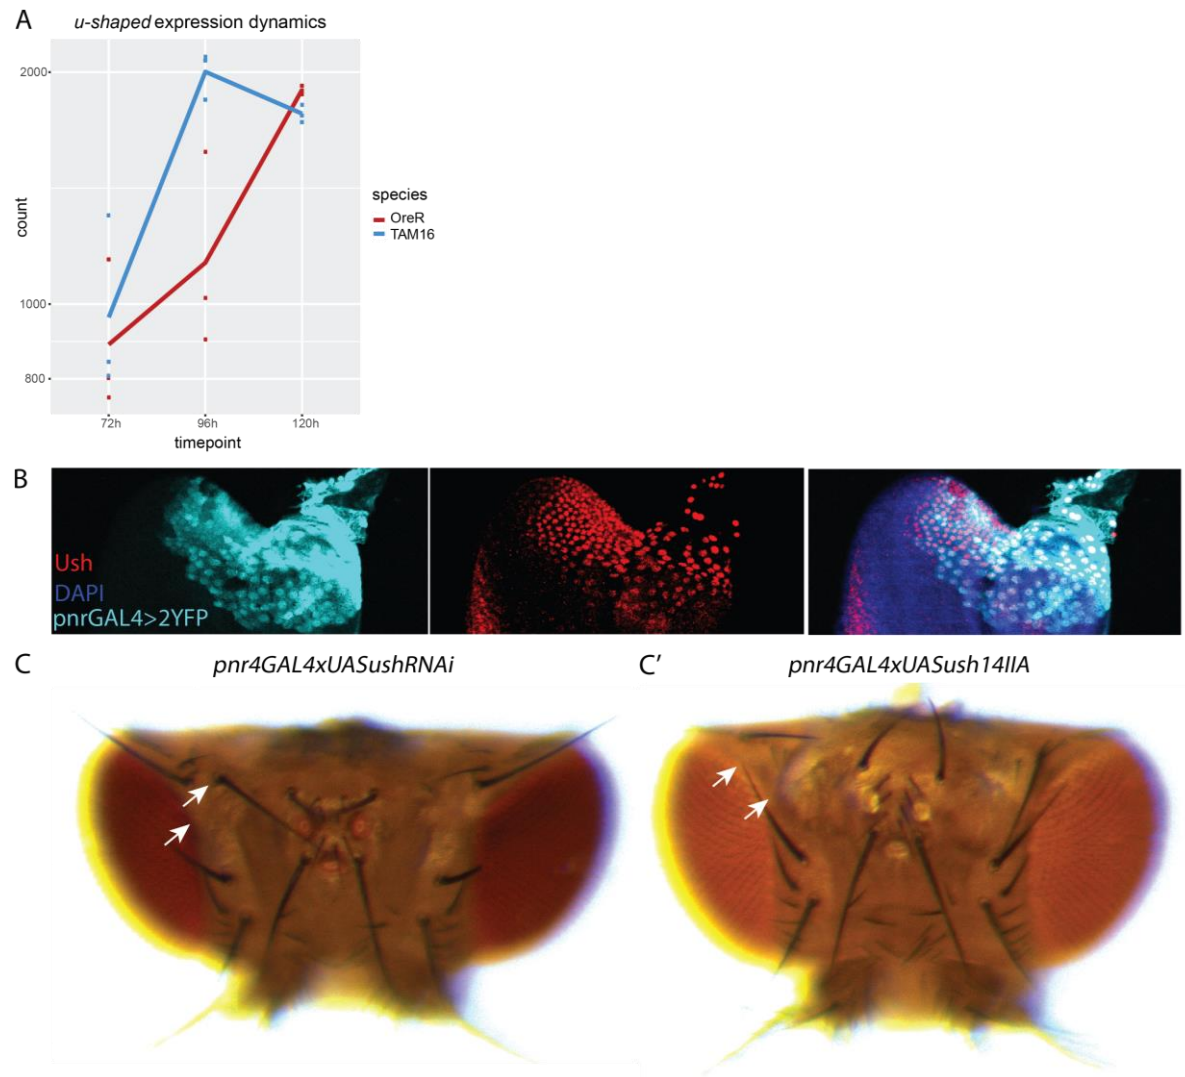 A
u-shaped expression dynamics
2000
1000
800
count
72h 96h 120h
timepoint
species
OreR
TAM16
B
Ush
DAPI
pnrGAL4>2YFP
C pnr4GAL4xUASushRNAi
C' pnr4GAL4xUASush14IIA